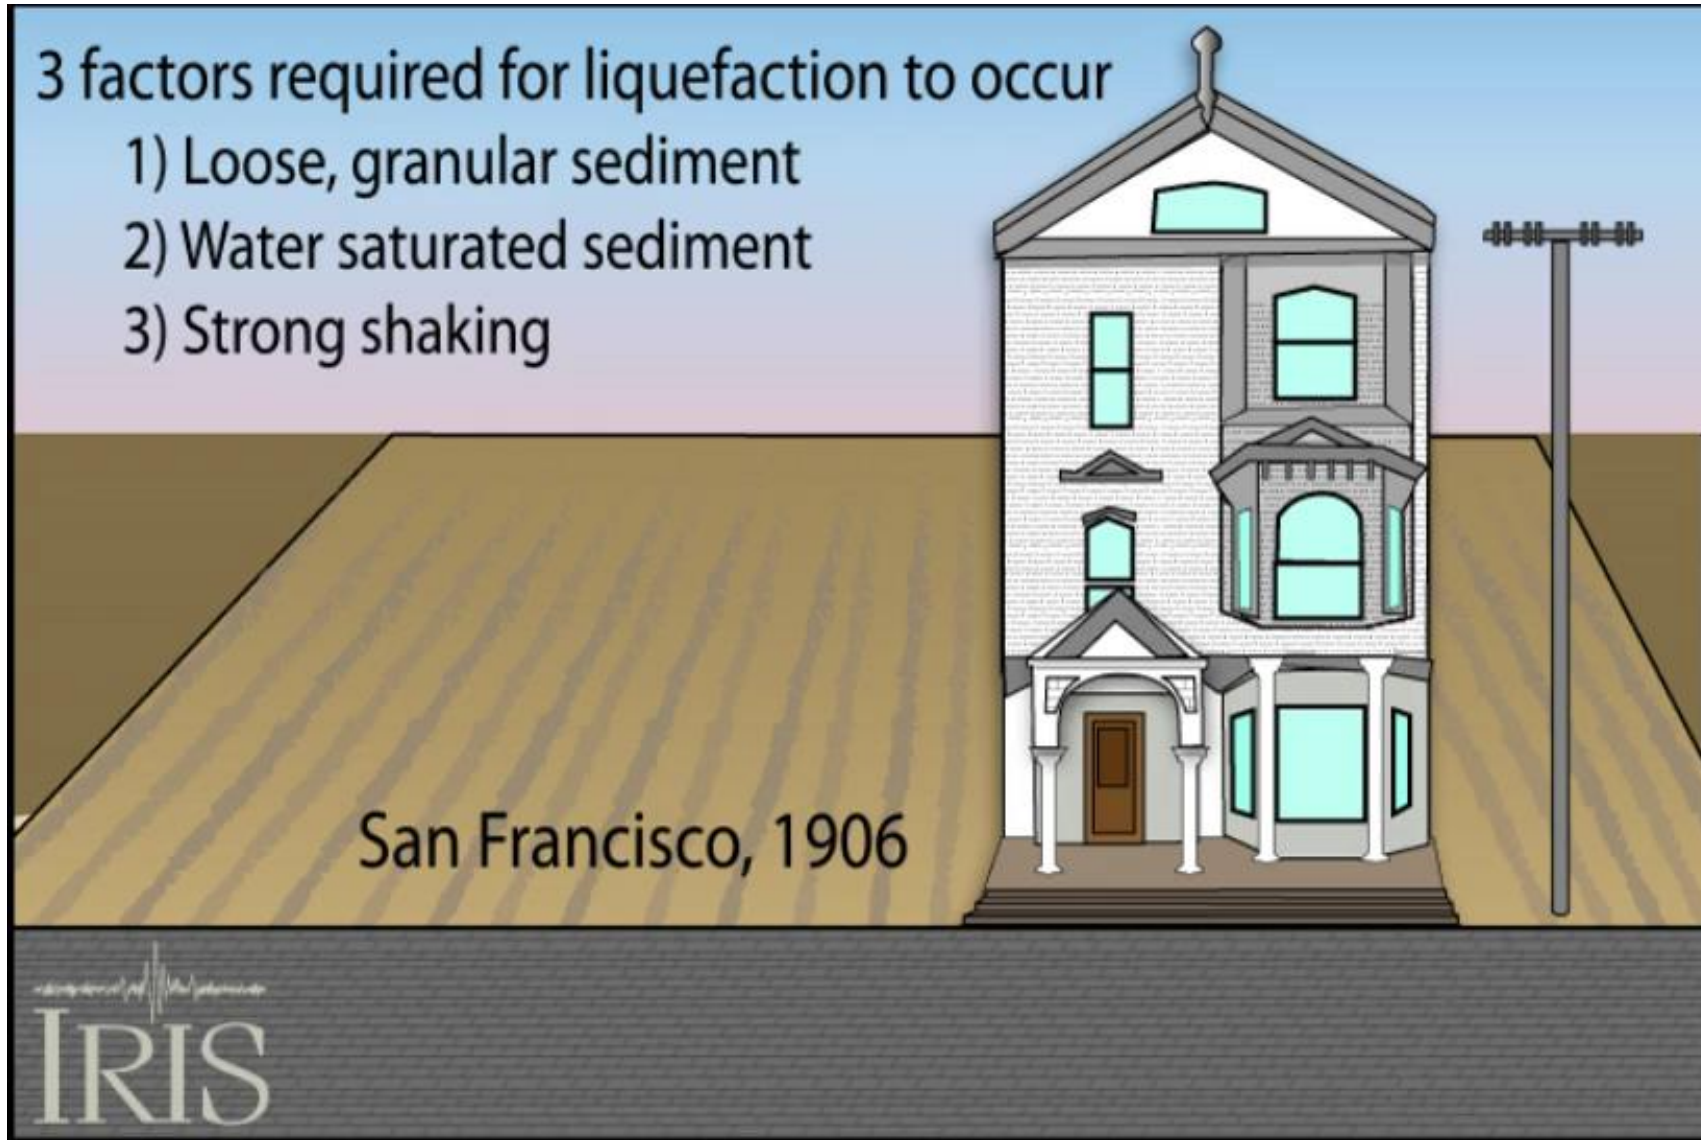 3 factors required for liquefaction to occur
1) Loose, granular sediment
2) Water saturated sediment
3) Strong shaking
San Francisco, 1906
IRIS